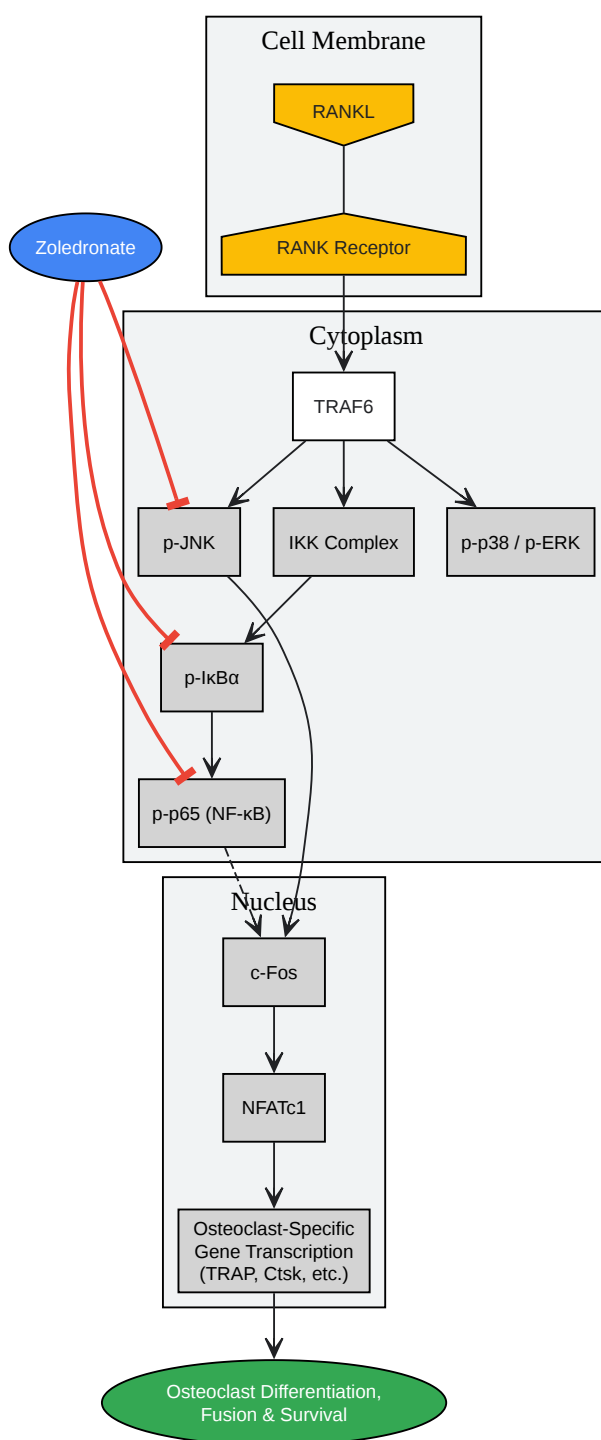 Cell Membrane
RANKL
Zoledronate
RANK Receptor
Cytoplasm
TRAF6
p-JNK
IKK Complex
p-p38 / p-ERK
p-IκBα
p-p65 (NF-κB)
Nucleus
c-Fos
NFATc1
Osteoclast-Specific
Gene Transcription
(TRAP, Ctsk, etc.)
Osteoclast Differentiation,
Fusion & Survival